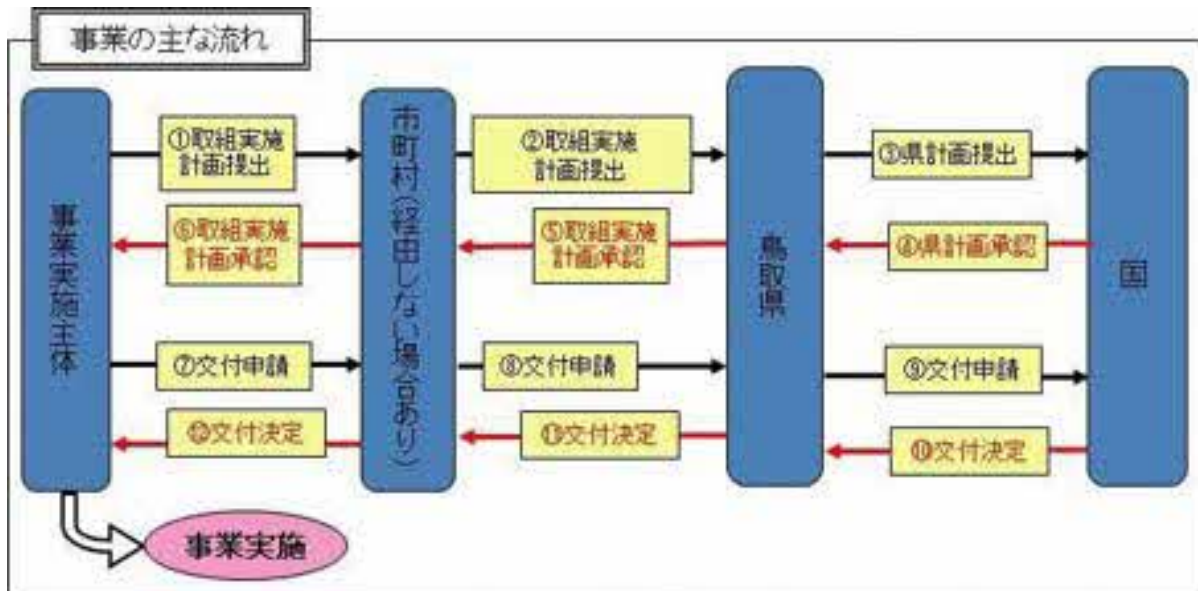 事業の主な流れ
事業実施主体
市町村(経由しない場合あり)
鳥取県
国
①取組実施
計画提出
②取組実施
計画提出
③県計画提出
⑥取組実施
計画承認
⑤取組実施
計画承認
④県計画承認
⑦交付申請
⑧交付申請
⑨交付申請
⑫交付決定
⑪交付決定
⑩交付決定
事業実施